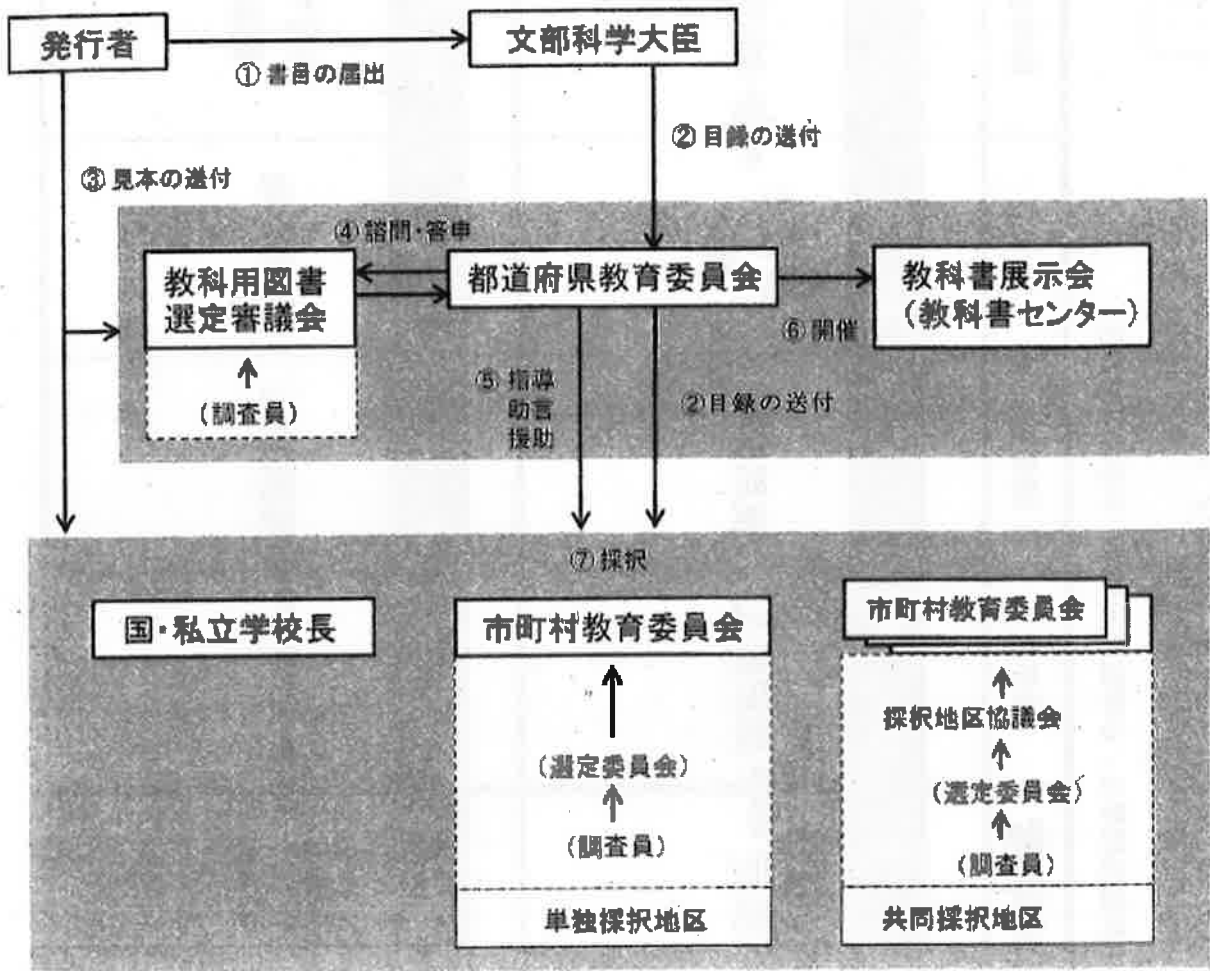 発行者
文部科学大臣
①書目の届出
②目録の送付
③見本の送付
④諮問・答申
教科用図書
選定審議会
都道府県教育委員会
教科書展示会
(教科書センター)
⑥開催
(調査員)
⑤指導
助言
援助
②目録の送付
⑦採択
国・私立学校長
市町村教育委員会
(選定委員会)
(調査員)
単独採択地区
市町村教育委員会
採択地区協議会
(選定委員会)
(調査員)
共同採択地区